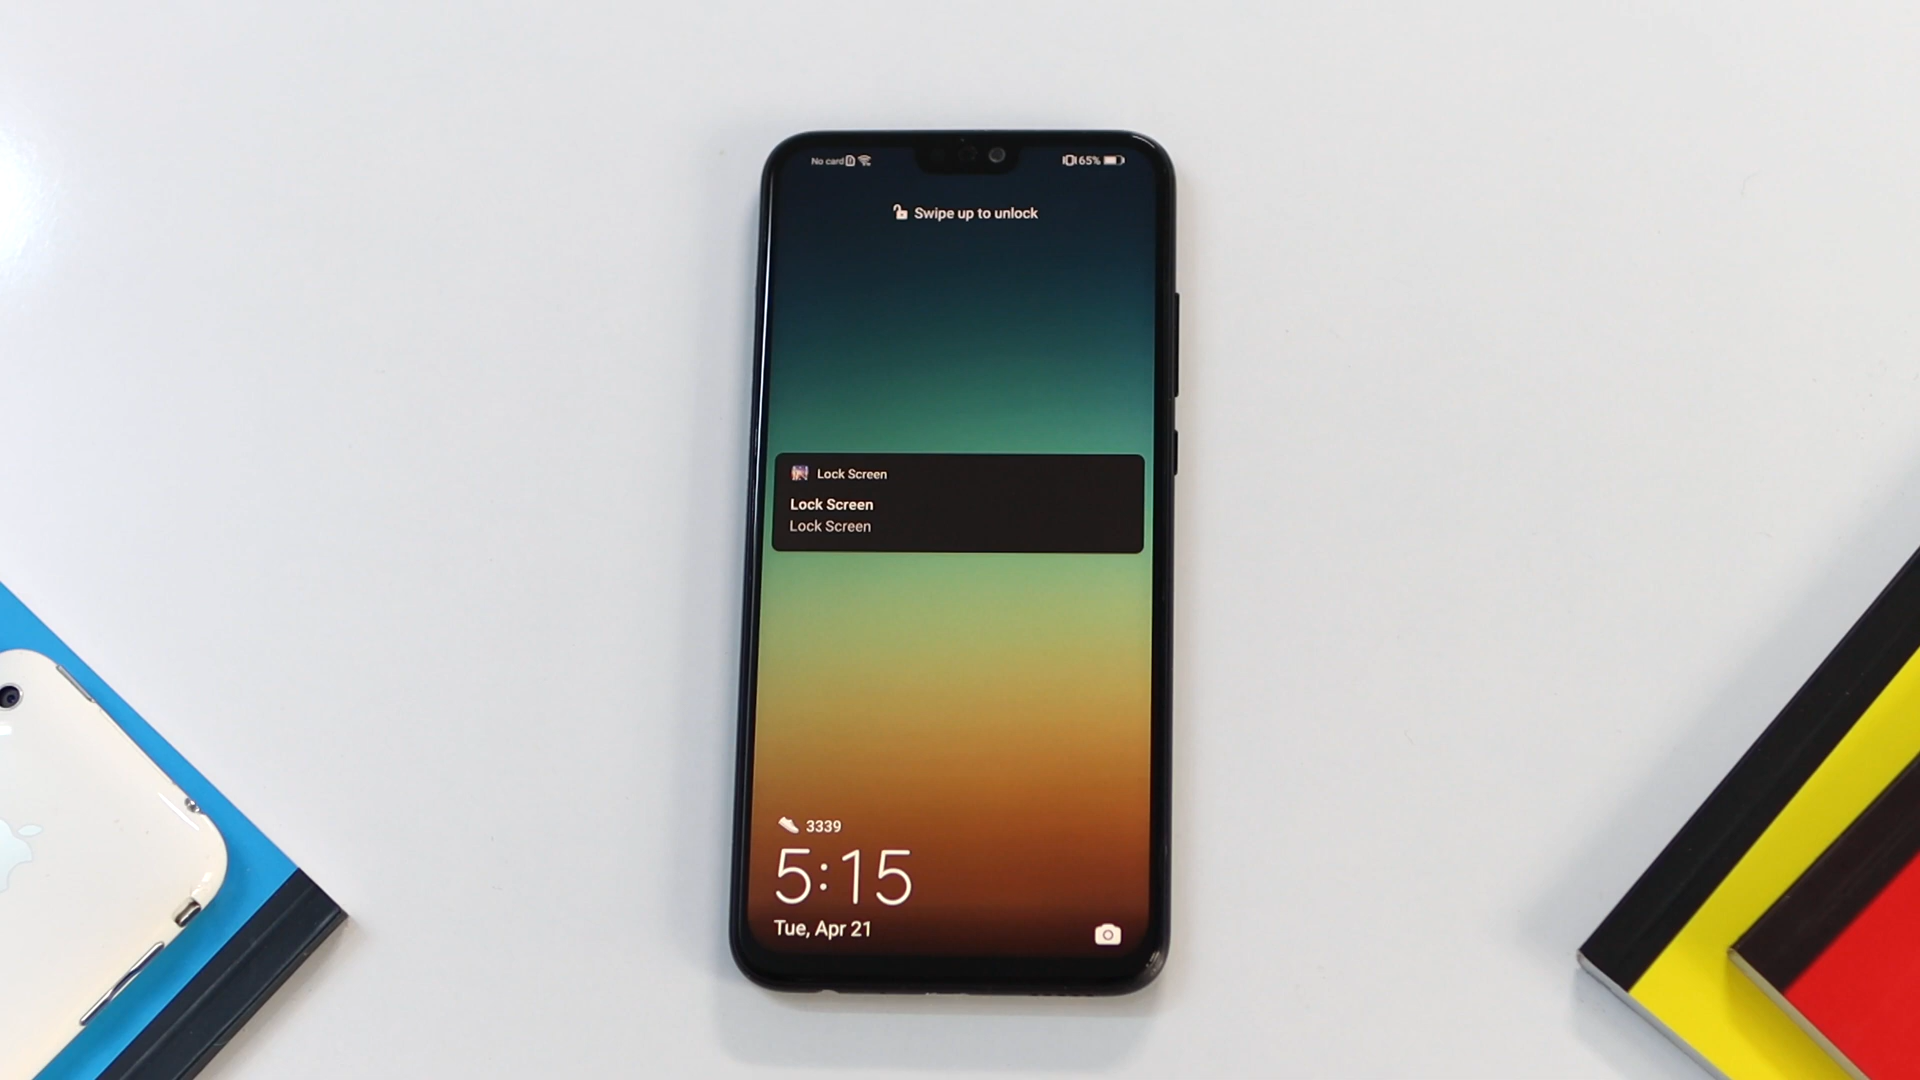 No card 65%
Swipe up to unlock
Lock Screen
Lock Screen
Lock Screen
3339
5:15
Tue, Apr 21